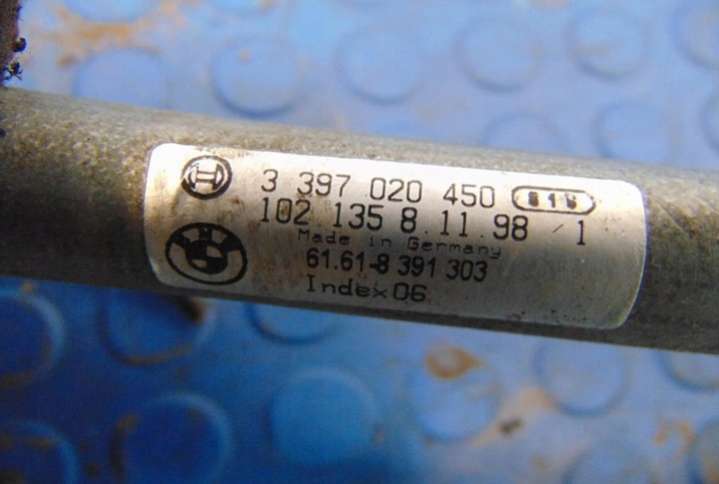 3 397 020 450
102 135 8.11.98 / 1
Made in Germany
61.61-8 391 303
Index 06